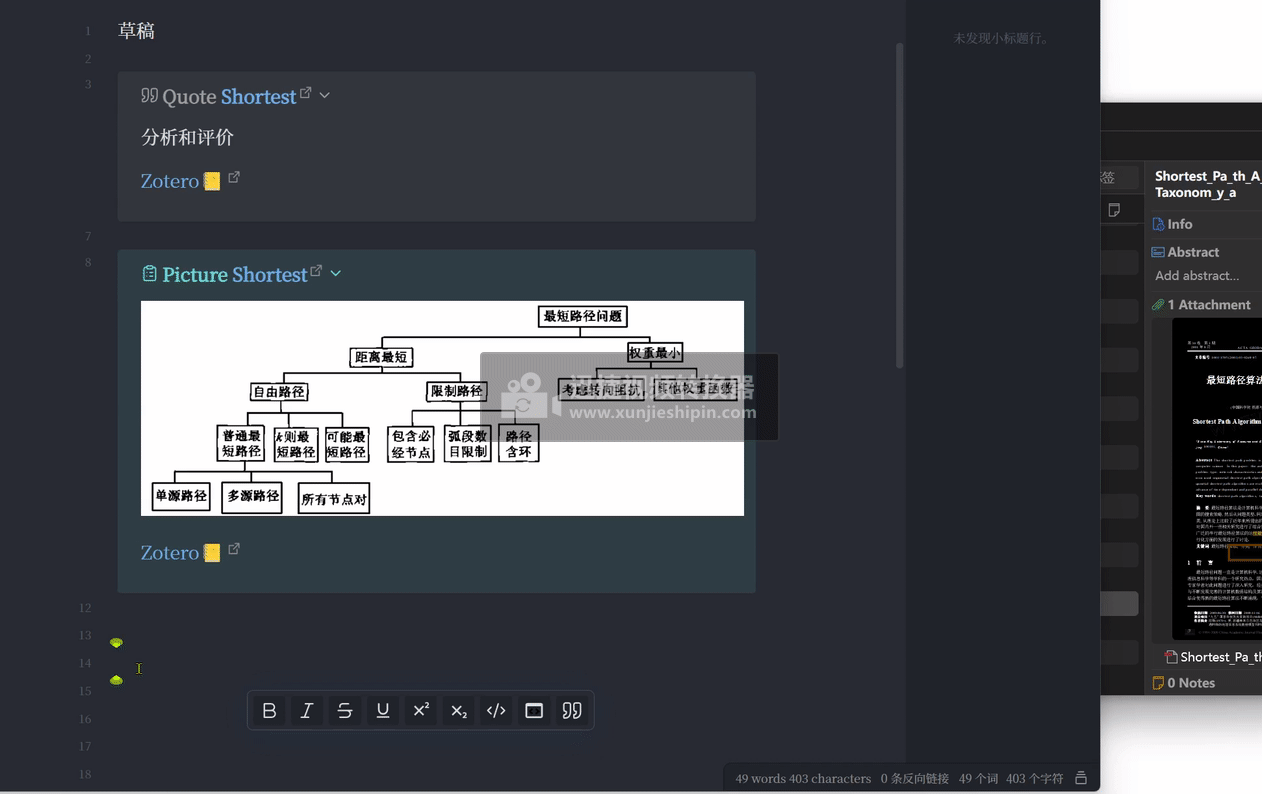 1 草稿
2
3
Quote Shortest
分析和评价
Zotero
7
8
Picture Shortest
最短路径问题
距离最短 权重最小
自由路径 限制路径 考虑转向阻抗 其他权重函数
普通最短路径 K则最短路径 可能最短路径 包含必经节点 弧段数目限制 路径含环
单源路径 多源路径 所有节点对
迅捷视频转换器
www.xunjieshipin.com
Zotero
12
13
14
15
16
17
18
B I S U X² X₂ </>
49 words 403 characters 0 条反向链接 49 个词 403 个字符
未发现小标题行。
签
Shortest_Pa_th_A
Taxonom_y_a
Info
Abstract
Add abstract...
1 Attachment
最短路径算法
Shortest Path Algorithm
Shortest_Pa_th
0 Notes